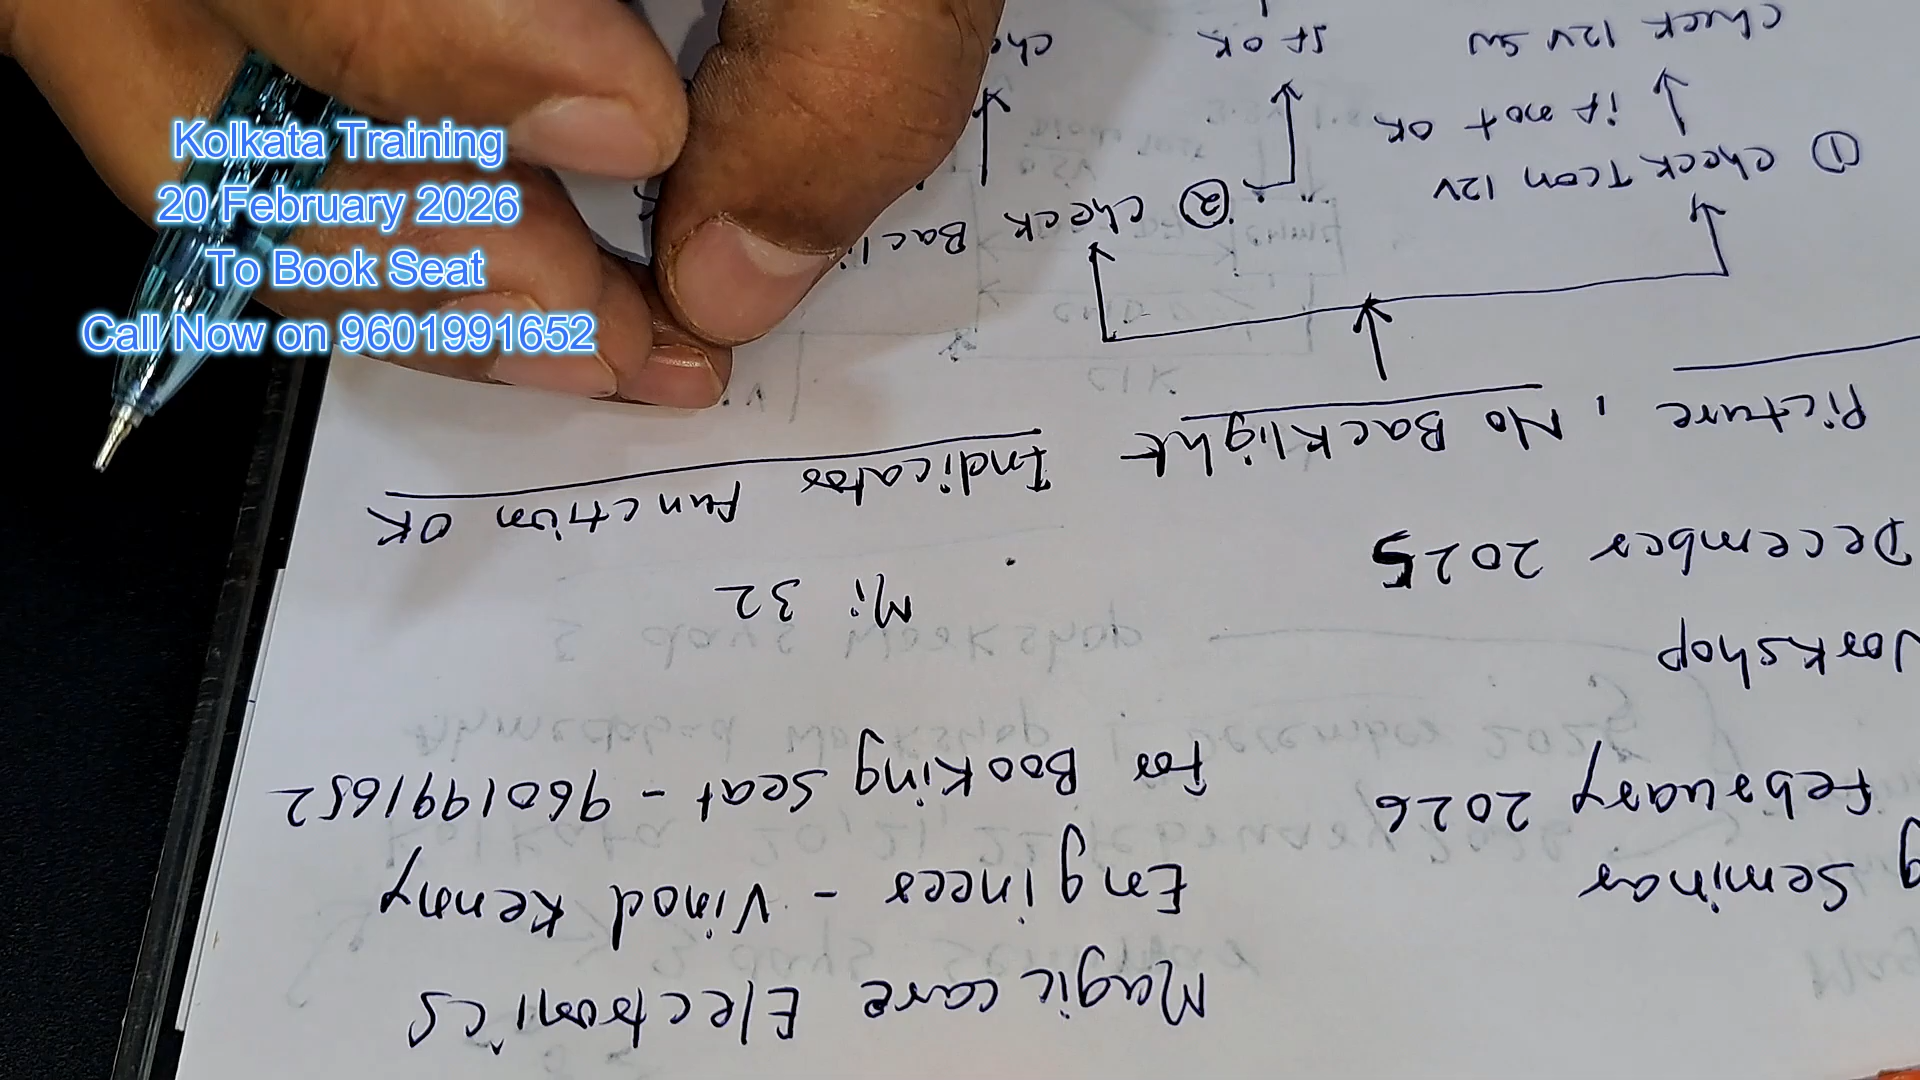 Kolkata Training
20 February 2026
To Book Seat
Call Now on 9601991652
Magic care Electronics
Engineer - Vinod Kenny
For Booking Seat - 9601991652
Seminar
February 2026
Workshop
December 2025
Mi 32
Picture, No Backlight
Indicator Function OK
① Check Tcon 12V
if not OK
Check 12V SW
② Check Backli
If OK
che